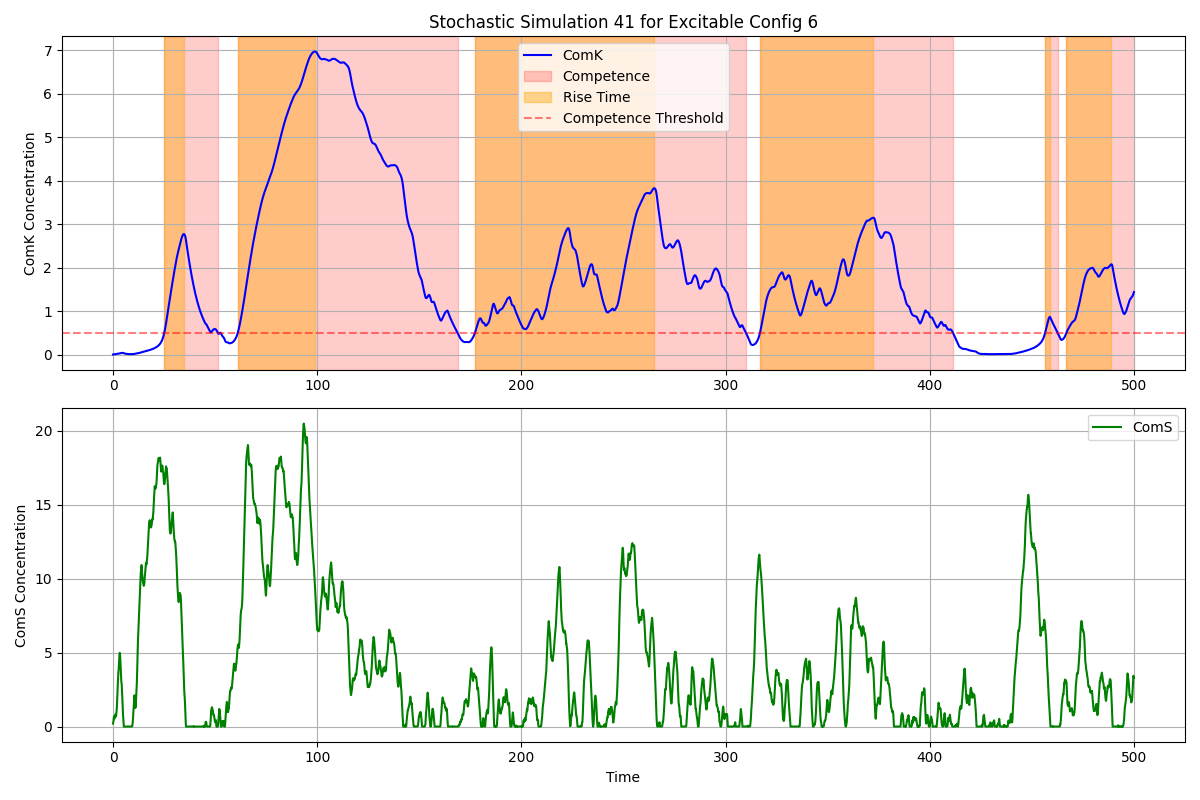 Stochastic Simulation 41 for Excitable Config 6
ComK Concentration
7
6
5
4
3
2
1
0
ComK
Competence
Rise Time
Competence Threshold
0 100 200 300 400 500
ComS Concentration
20
15
10
5
0
ComS
0 100 200 300 400 500
Time